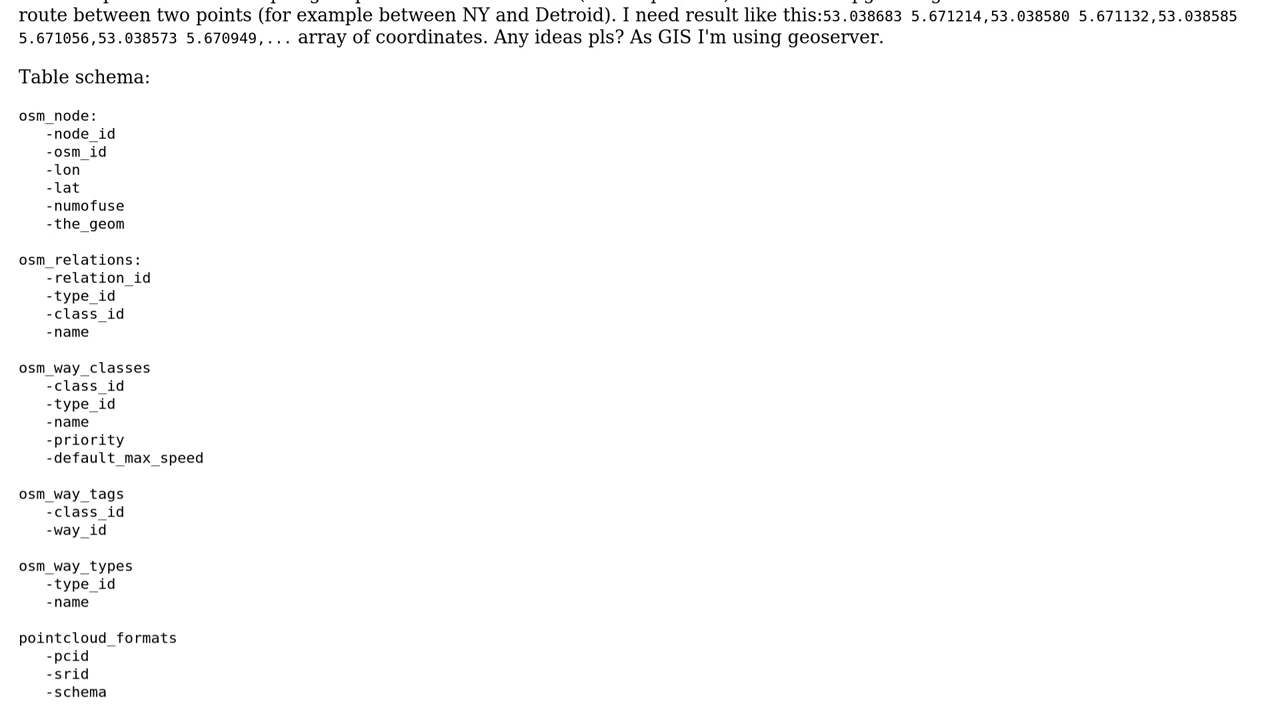 route between two points (for example between NY and Detroid). I need result like this:53.038683 5.671214,53.038580 5.671132,53.038585
5.671056,53.038573 5.670949,... array of coordinates. Any ideas pls? As GIS I'm using geoserver.
Table schema:
osm_node:
-node_id
-osm_id
-lon
-lat
-numofuse
-the_geom
osm_relations:
-relation_id
-type_id
-class_id
-name
osm_way_classes
-class_id
-type_id
-name
-priority
-default_max_speed
osm_way_tags
-class_id
-way_id
osm_way_types
-type_id
-name
pointcloud_formats
-pcid
-srid
-schema